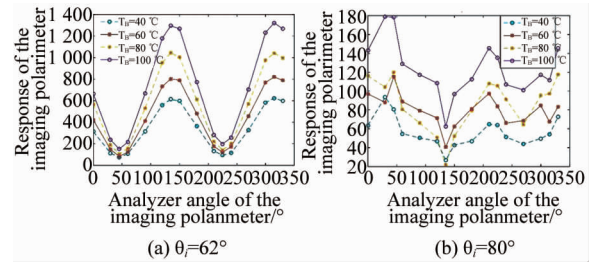 Response of the
imaging polarimeter
1 400
1 200
1 000
800
600
400
200
0
T_B=40 ℃
T_B=60 ℃
T_B=80 ℃
T_B=100 ℃
0 50 100 150 200 250 300 350
Analyzer angle of the
imaging polanmeter/°
(a) θ_i=62°
Response of the
imaging polarimeter
180
160
140
120
100
80
60
40
20
T_B=40 ℃
T_B=60 ℃
T_B=80 ℃
T_B=100 ℃
0 50 100 150 200 250 300 350
Analyzer angle of the
imaging polanmeter/°
(b) θ_i=80°